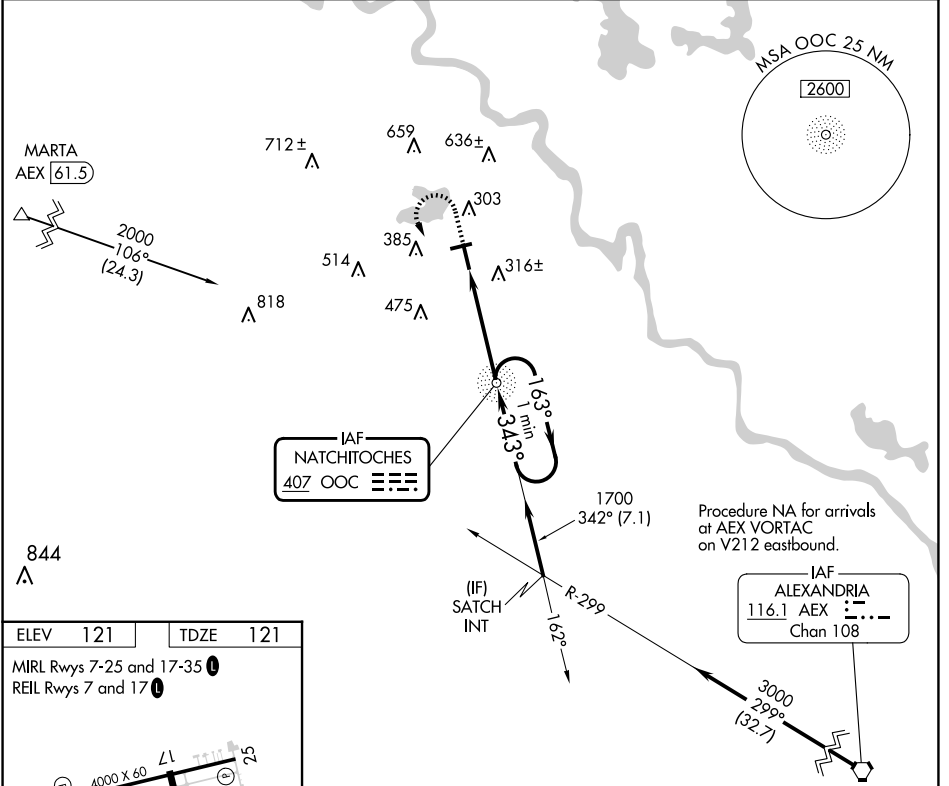 MSA OOC 25 NM
2600
MARTA
AEX 61.5
2000
106°
(24.3)
712 ±
659
636±
303
385
514
316±
818
475
163°
1 min
343°
IAF
NATCHITOCHES
407 OOC
1700
342° (7.1)
Procedure NA for arrivals
at AEX VORTAC
on V212 eastbound.
844
(IF)
SATCH
INT
R-299
162°
IAF
ALEXANDRIA
116.1 AEX
Chan 108
3000
299°
(32.7)
ELEV 121
TDZE 121
MIRL Rwys 7-25 and 17-35 L
REIL Rwys 7 and 17 L
4000 X 60
17
25
P